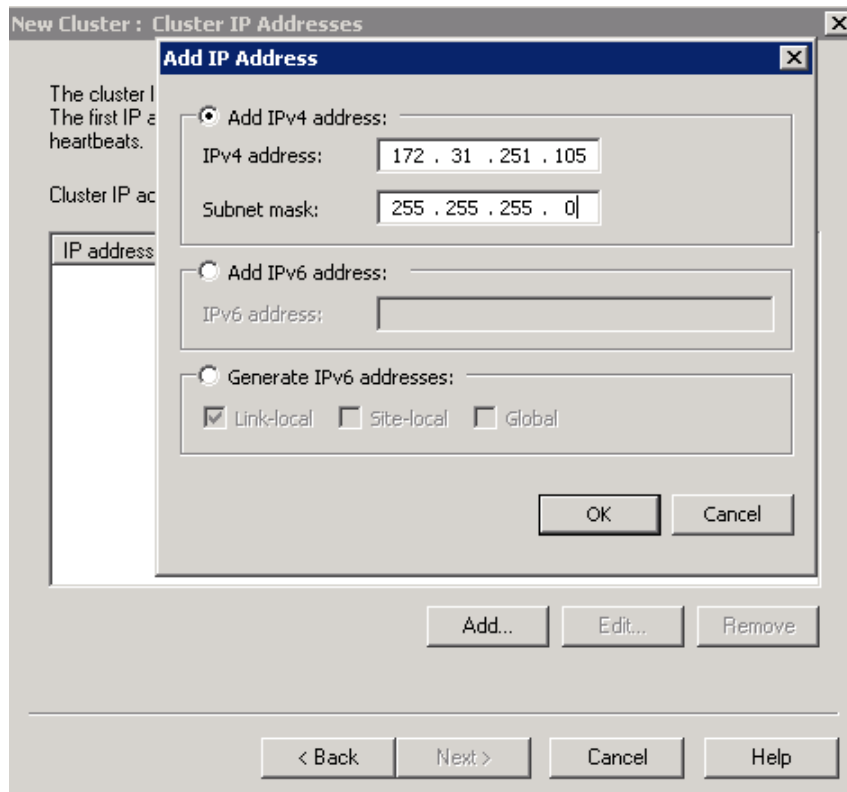 New Cluster : Cluster IP Addresses
Add IP Address
The cluster
The first IP
heartbeats.
Cluster IP
IP address
Add IPv4 address:
IPv4 address: 172 . 31 . 251 . 105
Subnet mask: 255 . 255 . 255 . 0
Add IPv6 address:
IPv6 address:
Generate IPv6 addresses:
Link-local Site-local Global
OK Cancel
Add... Edit... Remove
< Back Next > Cancel Help